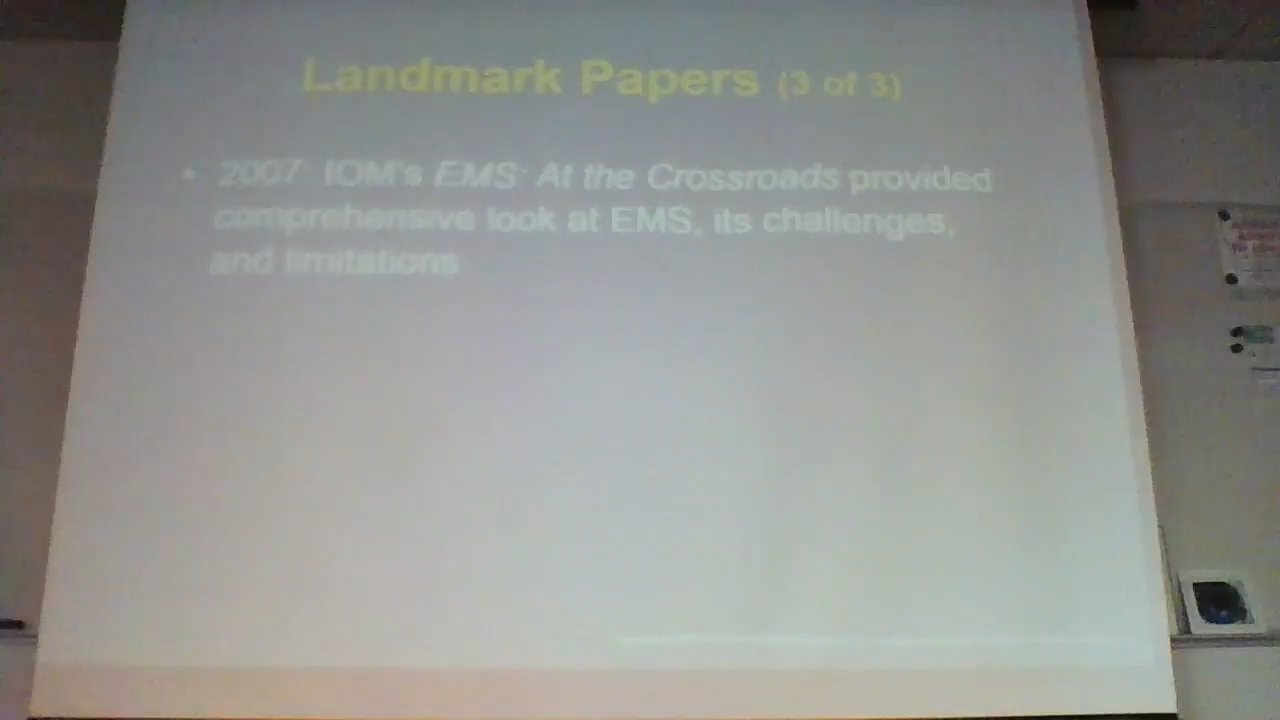 Landmark Papers (3 of 3)
• 2007: IOM's EMS: At the Crossroads provided
comprehensive look at EMS, its challenges,
and limitations